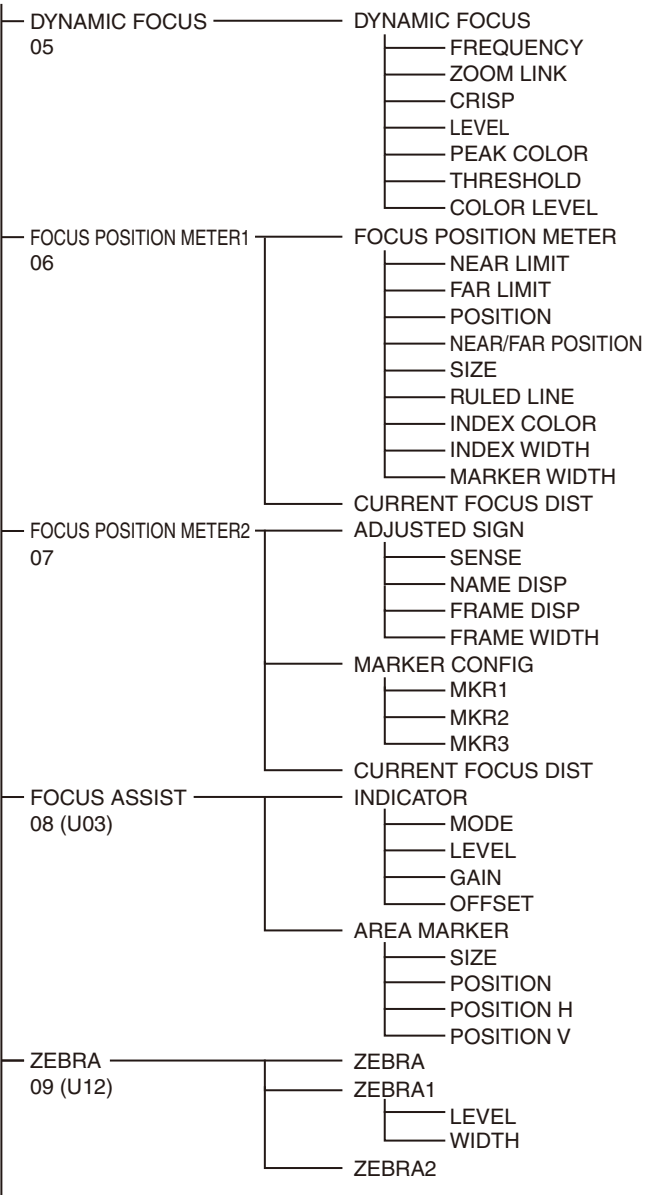 DYNAMIC FOCUS
05
DYNAMIC FOCUS
FREQUENCY
ZOOM LINK
CRISP
LEVEL
PEAK COLOR
THRESHOLD
COLOR LEVEL
FOCUS POSITION METER1
06
FOCUS POSITION METER
NEAR LIMIT
FAR LIMIT
POSITION
NEAR/FAR POSITION
SIZE
RULED LINE
INDEX COLOR
INDEX WIDTH
MARKER WIDTH
CURRENT FOCUS DIST
FOCUS POSITION METER2
07
ADJUSTED SIGN
SENSE
NAME DISP
FRAME DISP
FRAME WIDTH
MARKER CONFIG
MKR1
MKR2
MKR3
CURRENT FOCUS DIST
FOCUS ASSIST
08 (U03)
INDICATOR
MODE
LEVEL
GAIN
OFFSET
AREA MARKER
SIZE
POSITION
POSITION H
POSITION V
ZEBRA
09 (U12)
ZEBRA
ZEBRA1
LEVEL
WIDTH
ZEBRA2